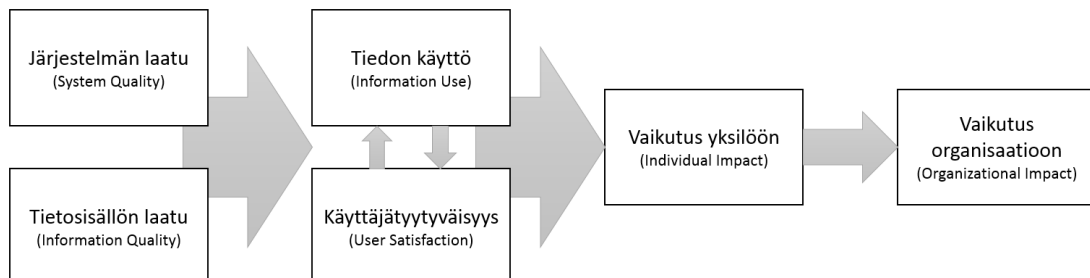 Järjestelmän laatu
(System Quality)
Tietosisällön laatu
(Information Quality)
Tiedon käyttö
(Information Use)
Käyttäjätyytyväisyys
(User Satisfaction)
Vaikutus yksilöön
(Individual Impact)
Vaikutus
organisaatioon
(Organizational Impact)